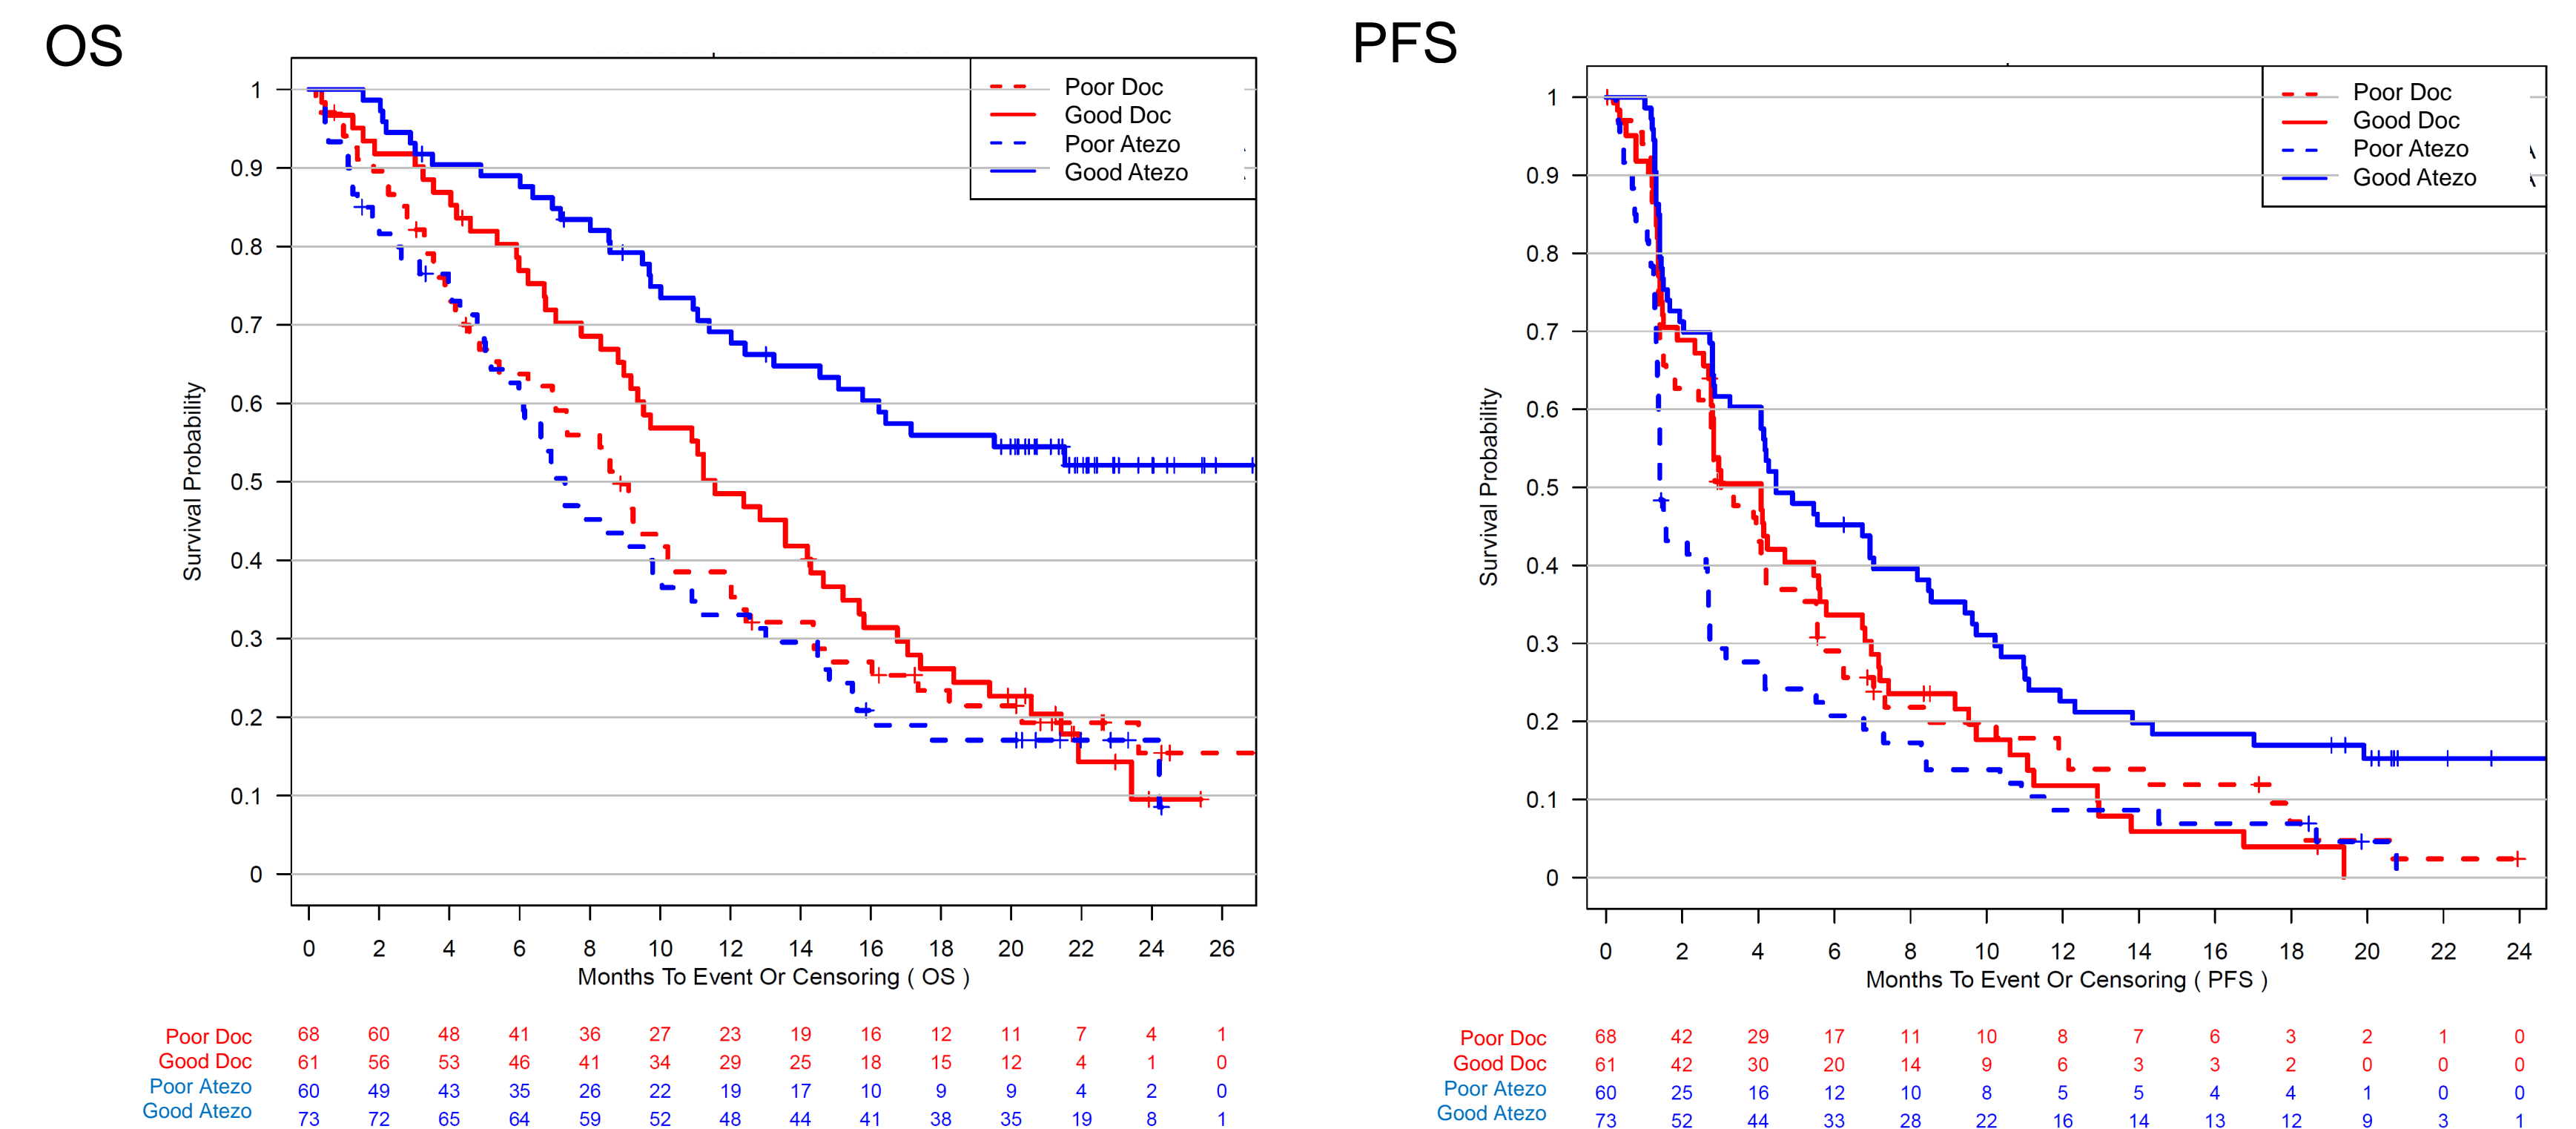 OS
PFS
Poor Doc
Good Doc
Poor Atezo
Good Atezo
1
0.9
0.8
0.7
0.6
0.5
0.4
0.3
0.2
0.1
0
Survival Probability
0 2 4 6 8 10 12 14 16 18 20 22 24 26
Months To Event Or Censoring ( OS )
Poor Doc 68 60 48 41 36 27 23 19 16 12 11 7 4 1
Good Doc 61 56 53 46 41 34 29 25 18 15 12 4 1 0
Poor Atezo 60 49 43 35 26 22 19 17 10 9 9 4 2 0
Good Atezo 73 72 65 64 59 52 48 44 41 38 35 19 8 1
Poor Doc
Good Doc
Poor Atezo
Good Atezo
1
0.9
0.8
0.7
0.6
0.5
0.4
0.3
0.2
0.1
0
Survival Probability
0 2 4 6 8 10 12 14 16 18 20 22 24
Months To Event Or Censoring ( PFS )
Poor Doc 68 42 29 17 11 10 8 7 6 3 2 1 0
Good Doc 61 42 30 20 14 9 6 3 3 2 0 0 0
Poor Atezo 60 25 16 12 10 8 5 5 4 4 1 0 0
Good Atezo 73 52 44 33 28 22 16 14 13 12 9 3 1